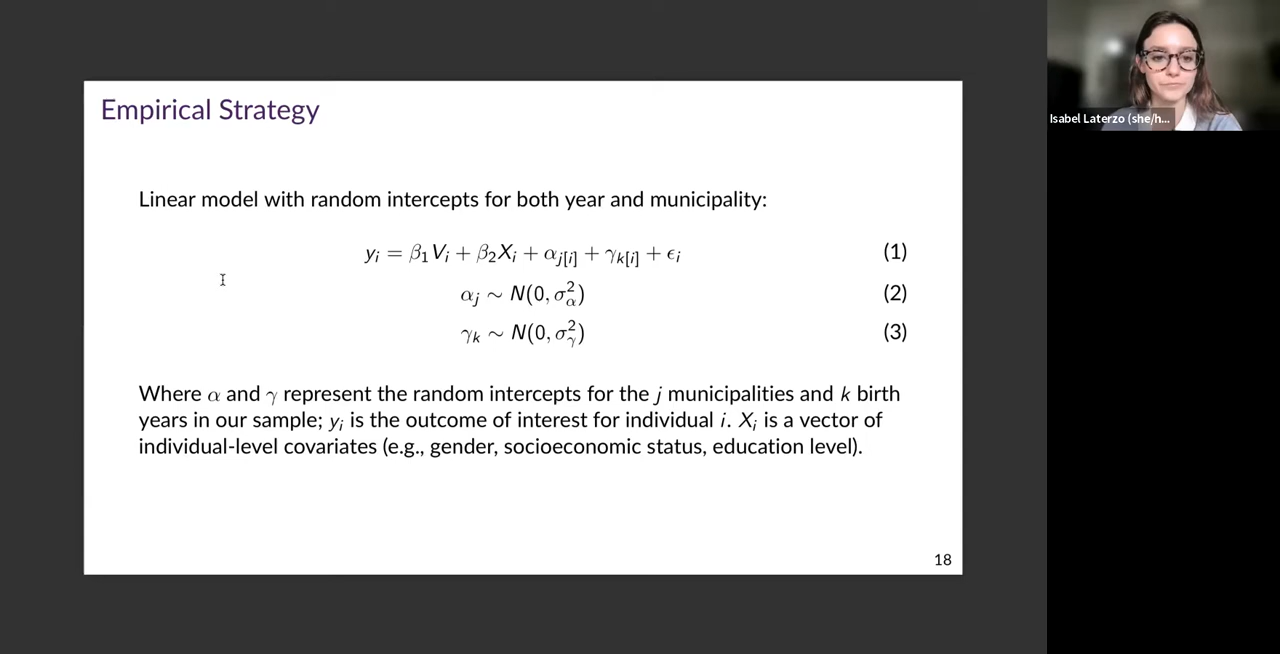 Empirical Strategy
Linear model with random intercepts for both year and municipality:
yᵢ = β₁Vᵢ + β₂Xᵢ + αⱼ[ᵢ] + γₖ[ᵢ] + ϵᵢ (1)
αⱼ ∼ N(0, σ²_α) (2)
γₖ ∼ N(0, σ²_γ) (3)
Where α and γ represent the random intercepts for the j municipalities and k birth
years in our sample; yᵢ is the outcome of interest for individual i. Xᵢ is a vector of
individual-level covariates (e.g., gender, socioeconomic status, education level).
18
Isabel Laterzo (she/h...